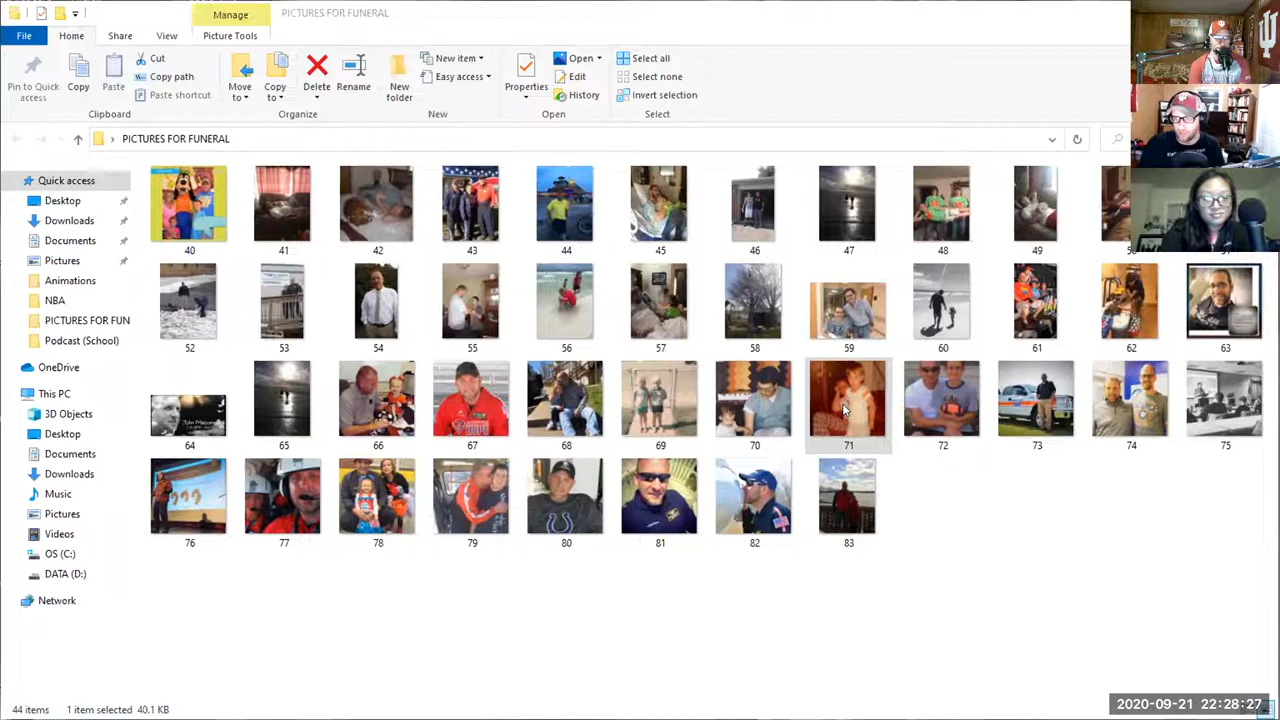 Manage
PICTURES FOR FUNERAL
File
Home
Share
View
Picture Tools
Pin to Quick access
Copy
Paste
Cut
Copy path
Paste shortcut
Clipboard
Move to
Copy to
Delete
Rename
Organize
New folder
New item
Easy access
New
Properties
Open
Edit
History
Open
Select all
Select none
Invert selection
Select
PICTURES FOR FUNERAL
Quick access
Desktop
Downloads
Documents
Pictures
Animations
NBA
PICTURES FOR FUN
Podcast (School)
OneDrive
This PC
3D Objects
Desktop
Downloads
Documents
Music
Pictures
Videos
OS (C:)
DATA (D:)
Network
40 41 42 43 44 45 46 47 48 49
52 53 54 55 56 57 58 59 60 61 62 63
64 65 66 67 68 69 70 71 72 73 74 75
76 77 78 79 80 81 82 83
44 items 1 item selected 40.1 KB
2020-09-21 22:28:27